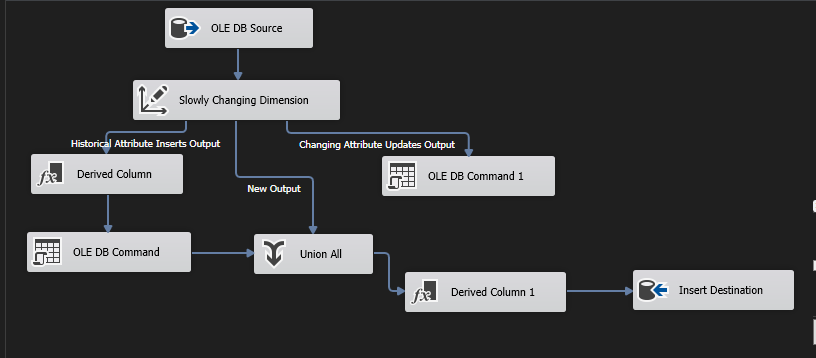 OLE DB Source
Slowly Changing Dimension
Historical Attribute Inserts Output
Changing Attribute Updates Output
Derived Column
New Output
OLE DB Command 1
OLE DB Command
Union All
Derived Column 1
Insert Destination